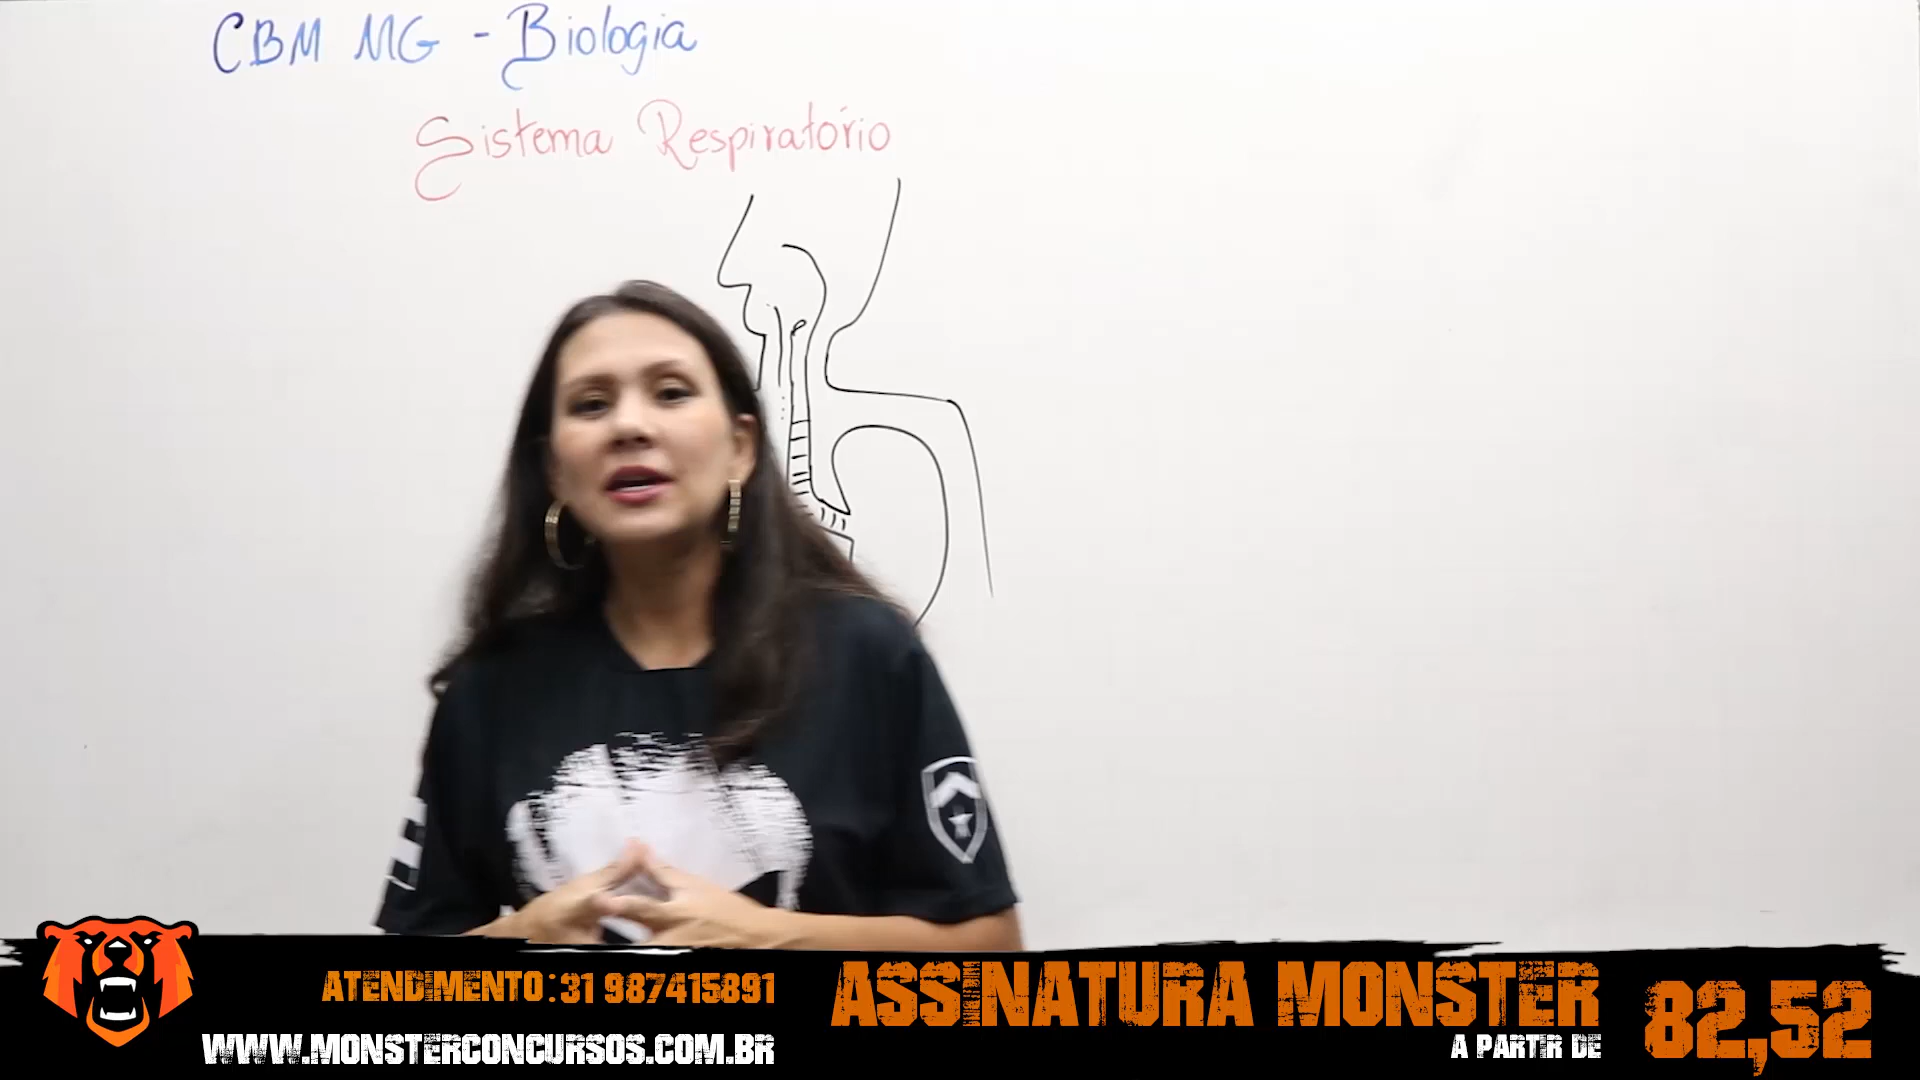 CBM MG - Biologia
Sistema Respiratório
ATENDIMENTO: 31 987415891
WWW.MONSTERCONCURSOS.COM.BR
ASSINATURA MONSTER
A PARTIR DE
82,52